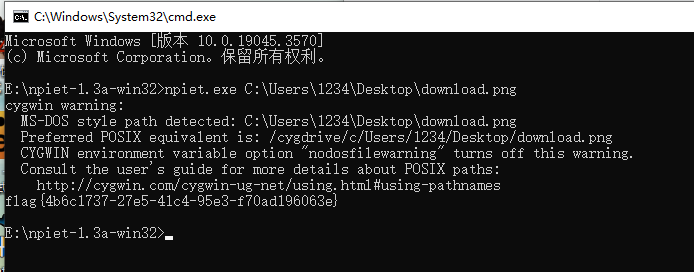 C:\Windows\System32\cmd.exe
Microsoft Windows [版本 10.0.19045.3570]
(c) Microsoft Corporation。保留所有权利。
E:\npiet-1.3a-win32>npiet.exe C:\Users\1234\Desktop\download.png
cygwin warning:
MS-DOS style path detected: C:\Users\1234\Desktop\download.png
Preferred POSIX equivalent is: /cygdrive/c/Users/1234/Desktop/download.png
CYGWIN environment variable option "nodosfilewarning" turns off this warning.
Consult the user's guide for more details about POSIX paths:
http://cygwin.com/cygwin-ug-net/using.html#using-pathnames
flag{4b6c1737-27e5-41c4-95e3-f70ad196063e}
E:\npiet-1.3a-win32>